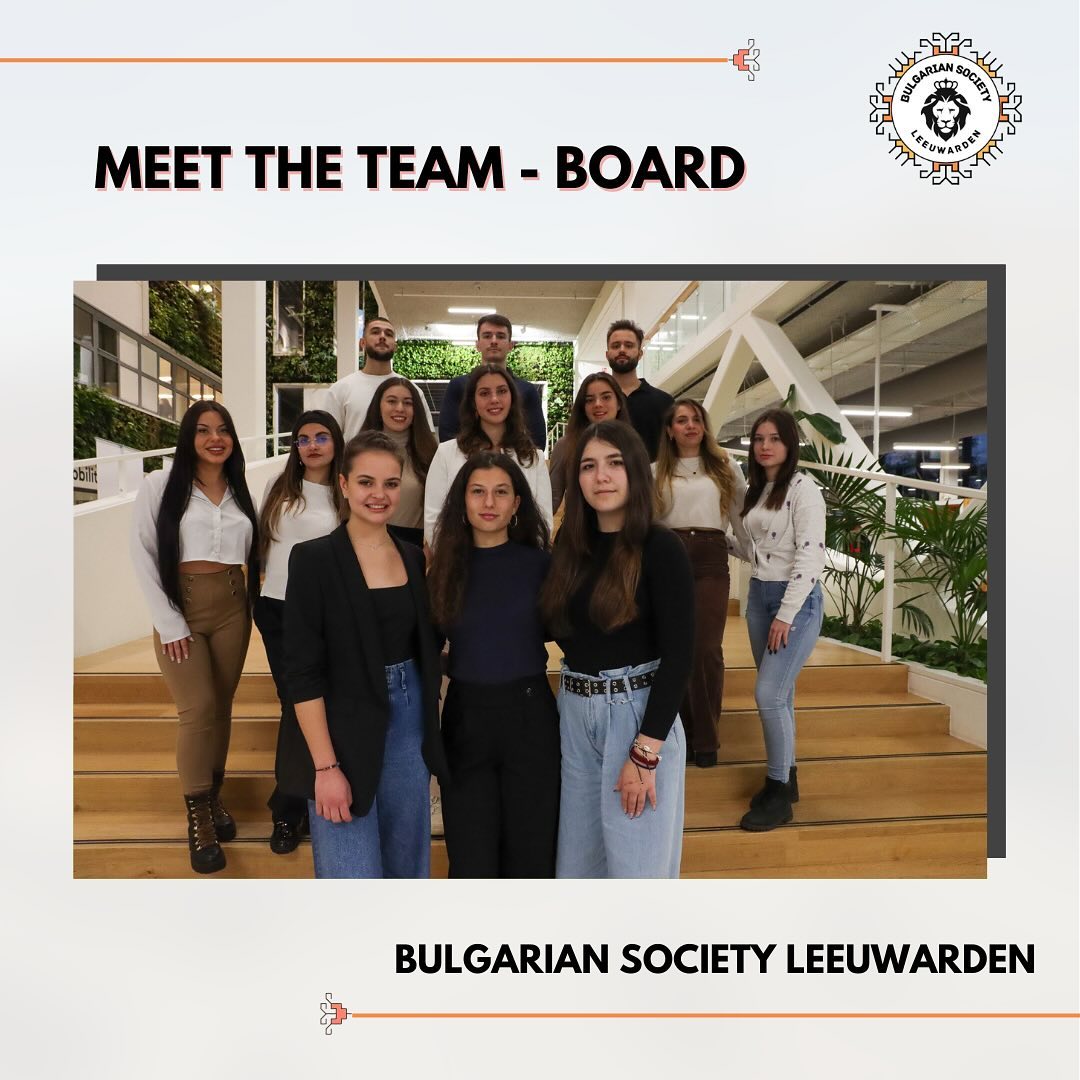 BULGARIAN SOCIETY
LEEUWARDEN
MEET THE TEAM - BOARD
BULGARIAN SOCIETY LEEUWARDEN